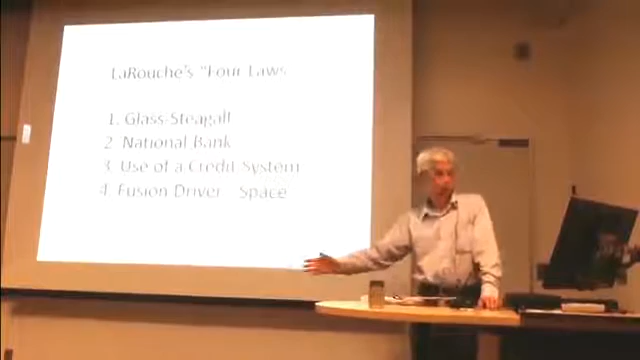 LaRouche's "Four Laws
1. Glass-Steagall
2 National Bank
3 Use of a Credit System
4. Fusion Driver Space